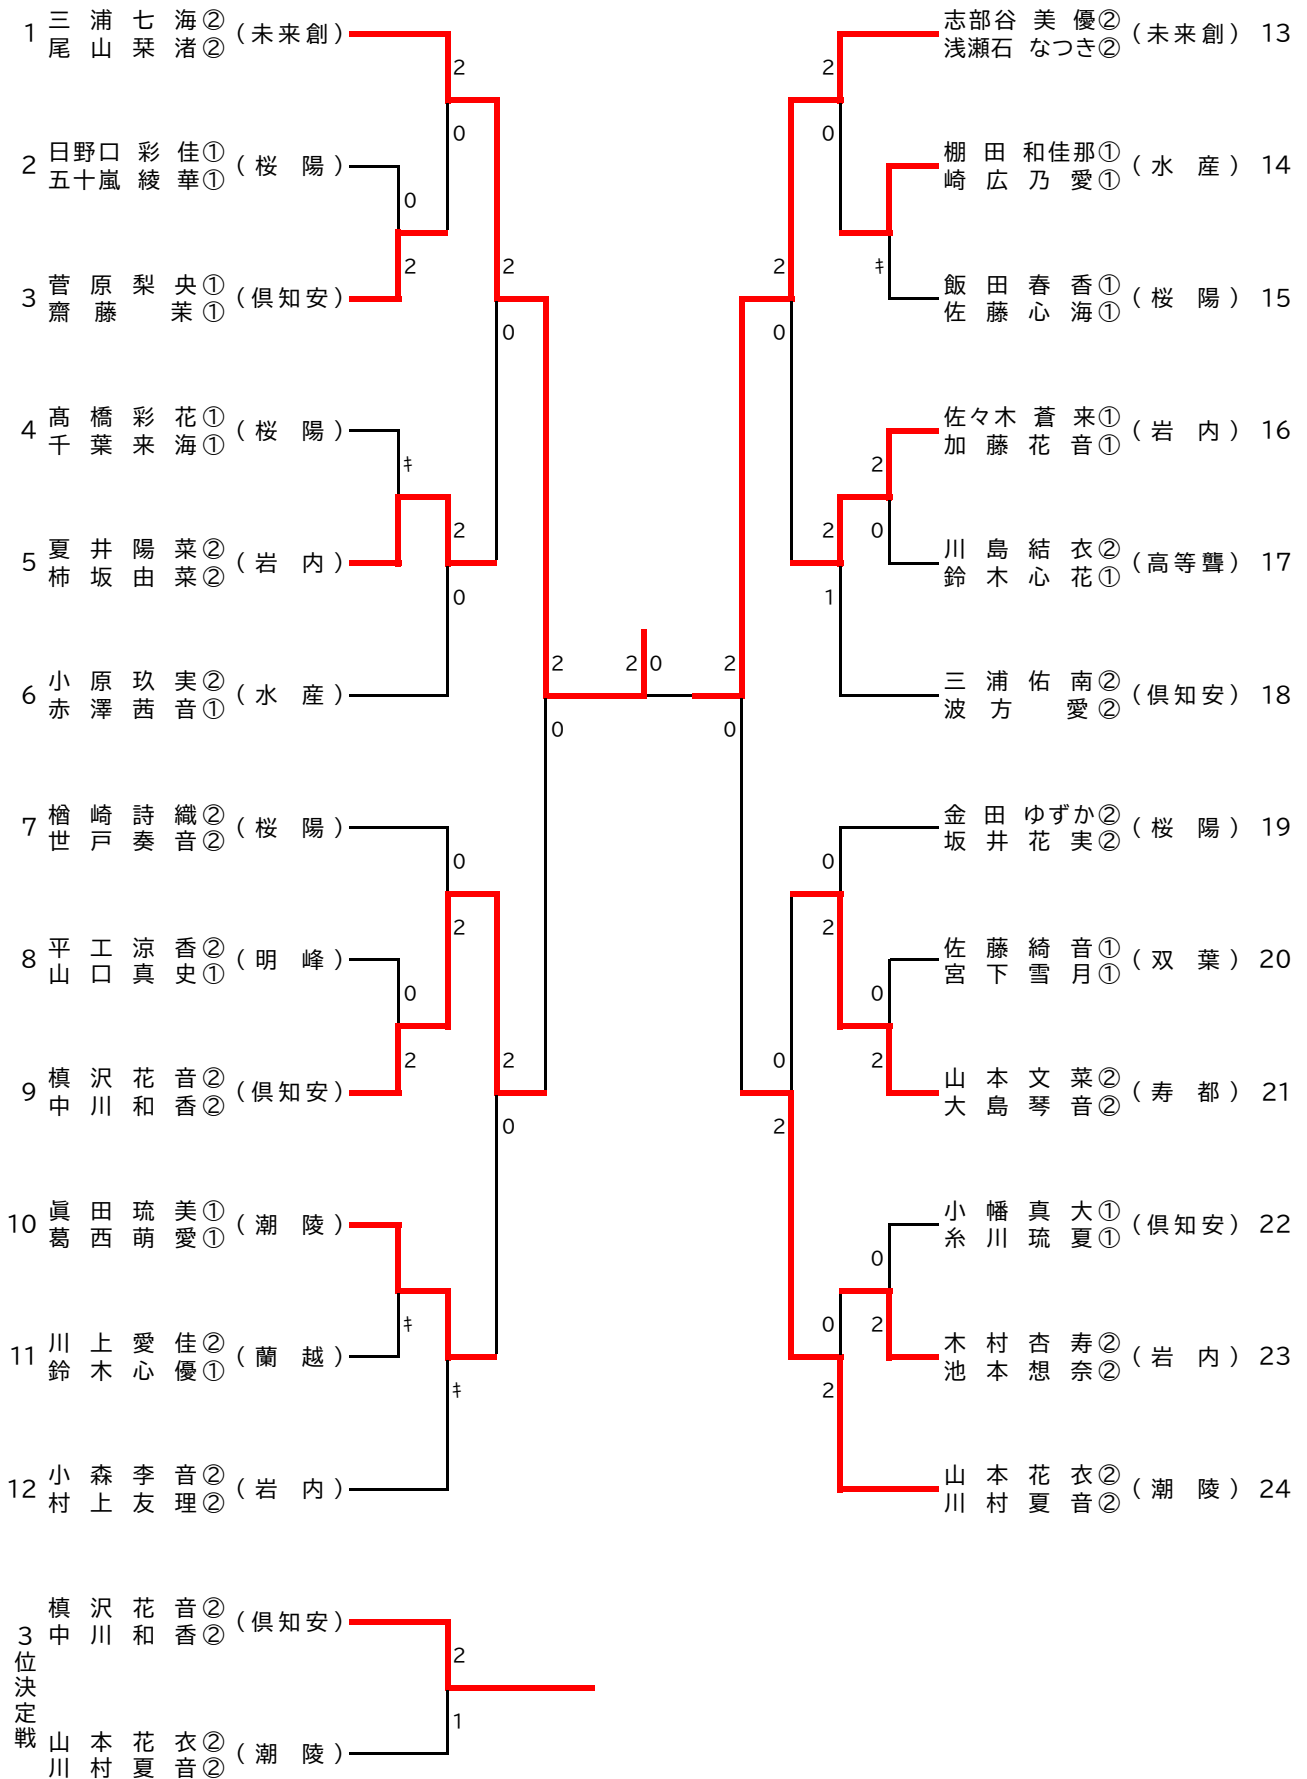 1 三浦七海② (未来創)
尾山栞渚②
2
0
2 日野口彩佳① (桜陽)
五十嵐綾華①
0
2
3 菅原梨央① (倶知安)
齋藤茉①
2
0
4 髙橋彩花① (桜陽)
千葉来海①
ｷ
5 夏井陽菜② (岩内)
柿坂由菜②
2
0
6 小原玖実② (水産)
赤澤茜音①
2
0
7 楢崎詩織② (桜陽)
世戸奏音②
0
2
8 平工涼香② (明峰)
山口真史①
0
2
9 槙沢花音② (倶知安)
中川和香②
2
0
10 眞田琉美① (潮陵)
葛西萌愛①
ｷ
11 川上愛佳② (蘭越)
鈴木心優①
ｷ
12 小森李音② (岩内)
村上友理②
2 0
志部谷美優② (未来創) 13
浅瀬石なつき②
2
0
棚田和佳那① (水産) 14
崎広乃愛①
ｷ
飯田春香① (桜陽) 15
佐藤心海①
2
0
佐々木蒼来① (岩内) 16
加藤花音①
2
0
川島結衣② (高等聾) 17
鈴木心花①
2
1
三浦佑南② (倶知安) 18
波方愛②
2
0
金田ゆずか② (桜陽) 19
坂井花実②
0
2
佐藤綺音① (双葉) 20
宮下雪月①
0
2
山本文菜② (寿都) 21
大島琴音②
0
2
小幡真大① (倶知安) 22
糸川琉夏①
0
2
木村杏寿② (岩内) 23
池本想奈②
0
2
山本花衣② (潮陵) 24
川村夏音②
3位決定戦
槙沢花音② (倶知安)
中川和香②
2
1
山本花衣② (潮陵)
川村夏音②